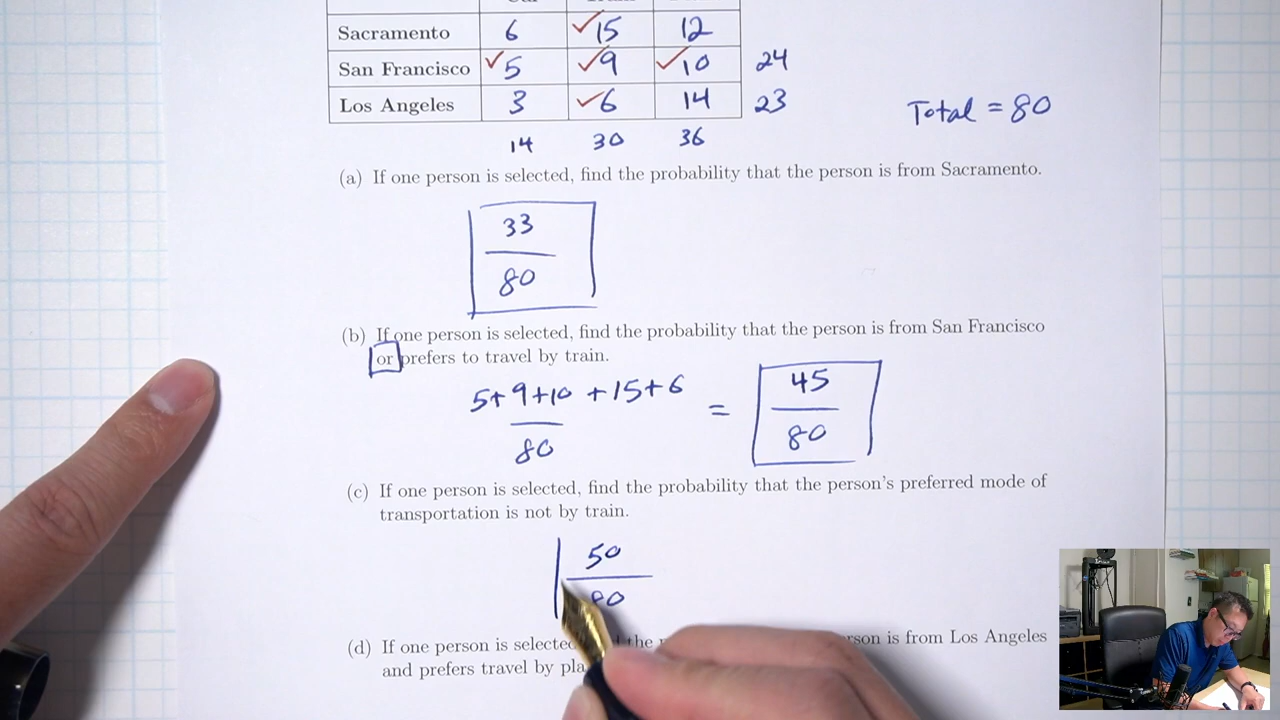 Sacramento 6 ✓15 12
San Francisco ✓5 ✓9 ✓10 24
Los Angeles 3 ✓6 14 23
14 30 36
Total = 80
(a) If one person is selected, find the probability that the person is from Sacramento.
33
80
(b) If one person is selected, find the probability that the person is from San Francisco
or prefers to travel by train.
5+9+10+15+6
80
=
45
80
(c) If one person is selected, find the probability that the person's preferred mode of
transportation is not by train.
50
80
(d) If one person is selected the person is from Los Angeles
and prefers travel by